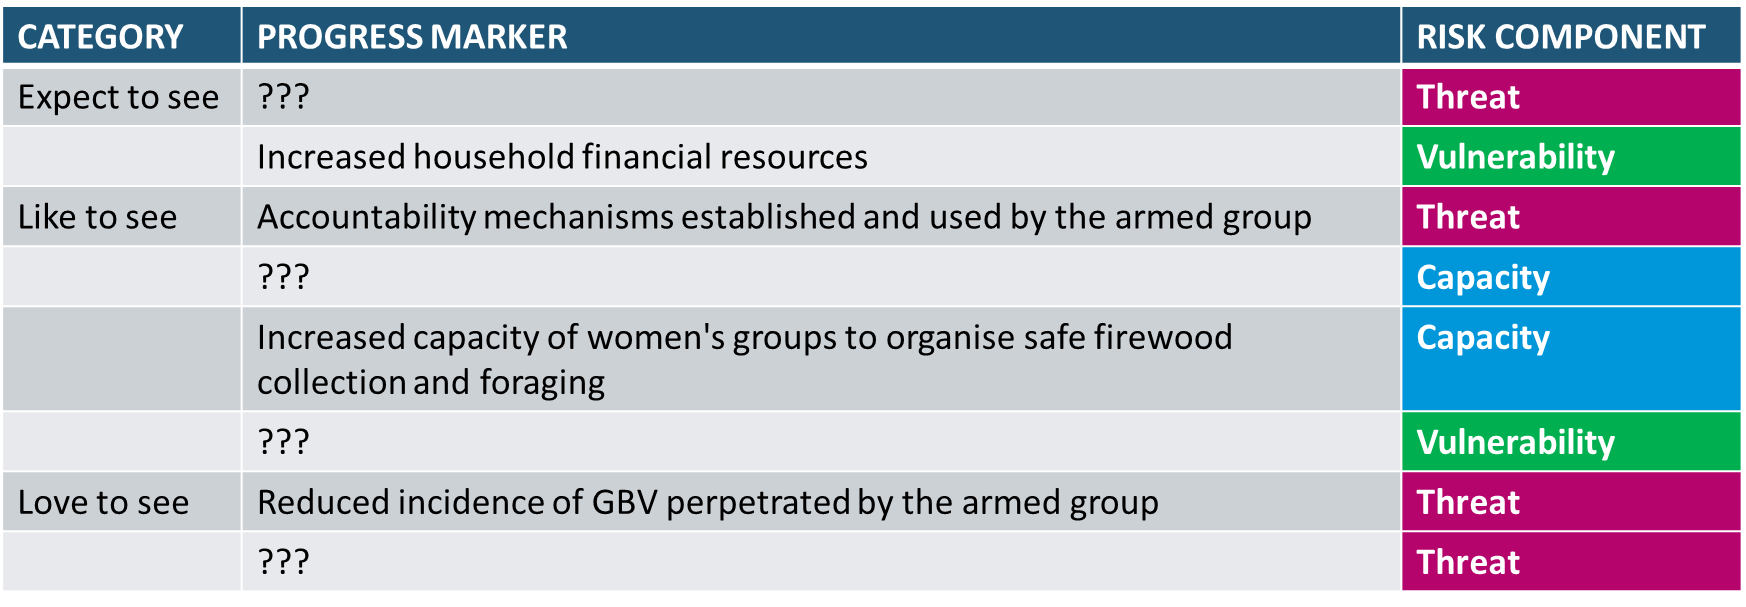 CATEGORY PROGRESS MARKER RISK COMPONENT
Expect to see ??? Threat
Increased household financial resources Vulnerability
Like to see Accountability mechanisms established and used by the armed group Threat
??? Capacity
Increased capacity of women's groups to organise safe firewood Capacity
collection and foraging
??? Vulnerability
Love to see Reduced incidence of GBV perpetrated by the armed group Threat
??? Threat